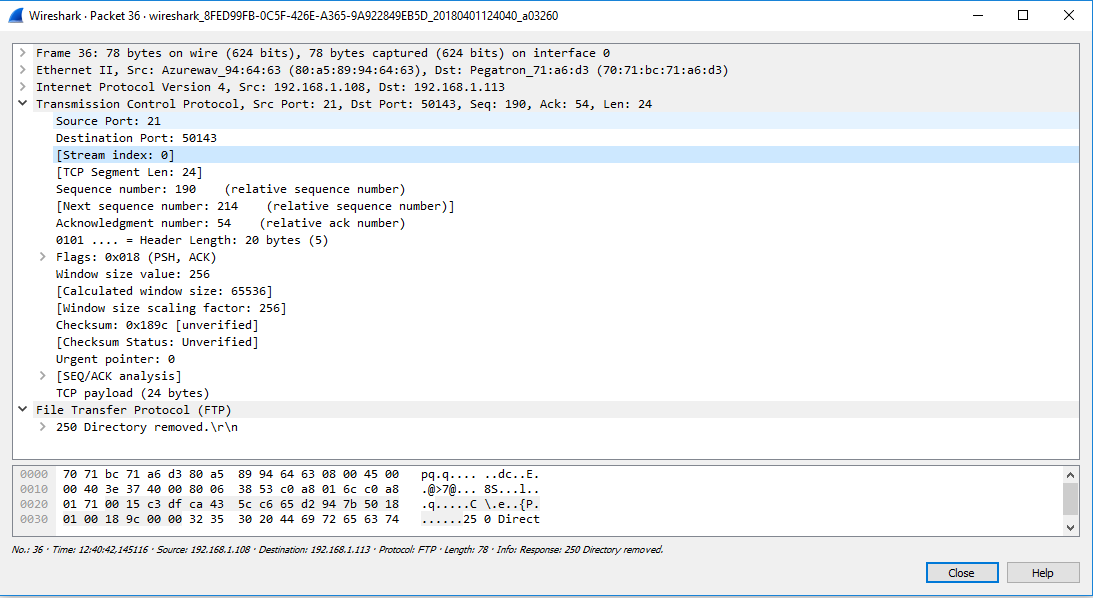 Wireshark · Packet 36 · wireshark_8FED99FB-0C5F-426E-A365-9A922849EB5D_20180401124040_a03260
Frame 36: 78 bytes on wire (624 bits), 78 bytes captured (624 bits) on interface 0
Ethernet II, Src: Azurewav_94:64:63 (80:a5:89:94:64:63), Dst: Pegatron_71:a6:d3 (70:71:bc:71:a6:d3)
Internet Protocol Version 4, Src: 192.168.1.108, Dst: 192.168.1.113
Transmission Control Protocol, Src Port: 21, Dst Port: 50143, Seq: 190, Ack: 54, Len: 24
Source Port: 21
Destination Port: 50143
[Stream index: 0]
[TCP Segment Len: 24]
Sequence number: 190    (relative sequence number)
[Next sequence number: 214    (relative sequence number)]
Acknowledgment number: 54    (relative ack number)
0101 .... = Header Length: 20 bytes (5)
Flags: 0x018 (PSH, ACK)
Window size value: 256
[Calculated window size: 65536]
[Window size scaling factor: 256]
Checksum: 0x189c [unverified]
[Checksum Status: Unverified]
Urgent pointer: 0
[SEQ/ACK analysis]
TCP payload (24 bytes)
File Transfer Protocol (FTP)
250 Directory removed.\r\n
0000  70 71 bc 71 a6 d3 80 a5  89 94 64 63 08 00 45 00   pq.q.... ..dc..E.
0010  00 40 3e 37 40 00 80 06  38 53 c0 a8 01 6c c0 a8   .@>7@... 8S...l..
0020  01 71 00 15 c3 df ca 43  5c c6 65 d2 94 7b 50 18   .q.....C \.e..{P.
0030  01 00 18 9c 00 00 32 35  30 20 44 69 72 65 63 74   ......25 0 Direct
No.: 36 · Time: 12:40:42,145116 · Source: 192.168.1.108 · Destination: 192.168.1.113 · Protocol: FTP · Length: 78 · Info: Response: 250 Directory removed.
Close Help